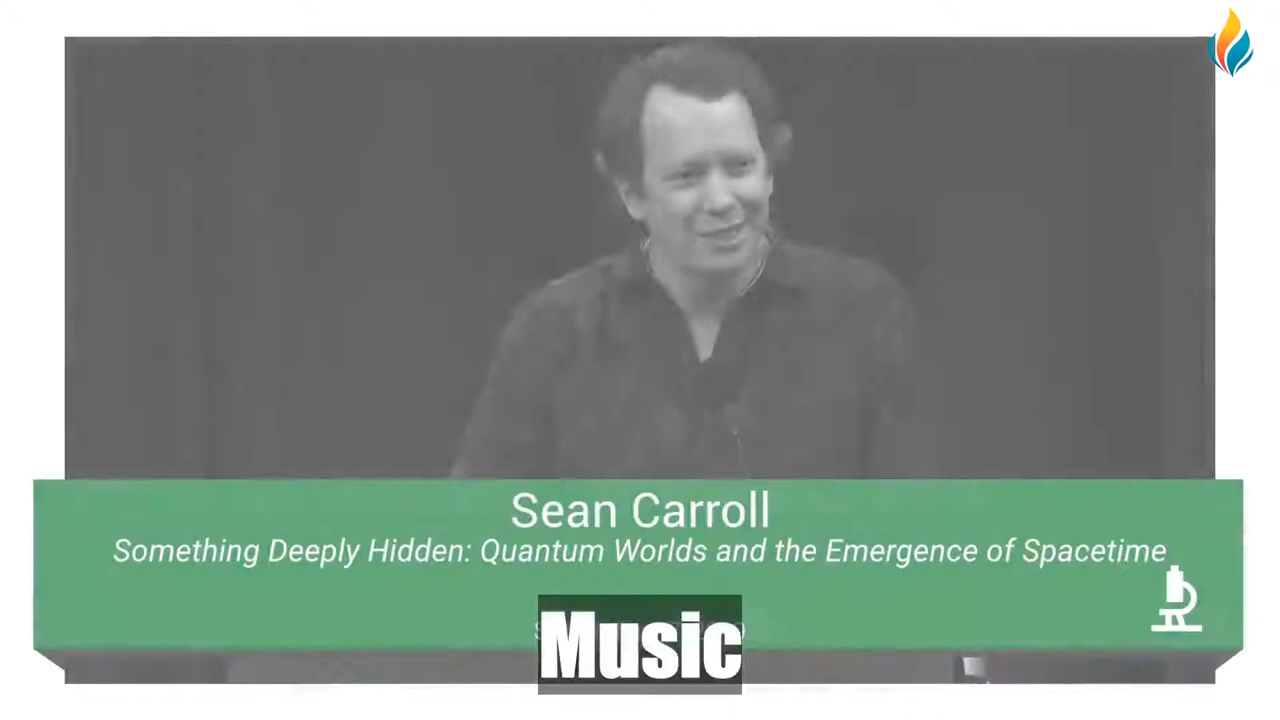 Sean Carroll
Something Deeply Hidden: Quantum Worlds and the Emergence of Spacetime
Music